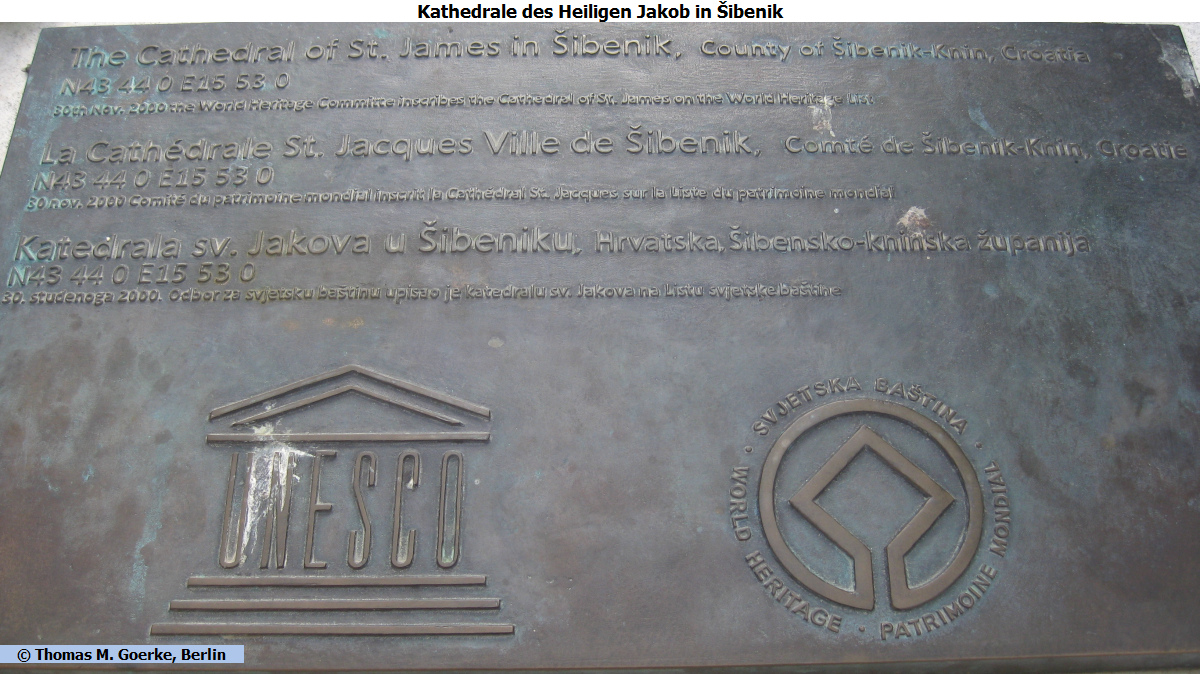 Kathedrale des Heiligen Jakob in Šibenik
The Cathedral of St. James in Šibenik, County of Šibenik-Knin, Croatia
N43 44 0 E15 53 0
30th Nov. 2000 the World Heritage Committe inscribes the Cathedral of St. James on the World Heritage List
La Cathédrale St. Jacques Ville de Šibenik, Comté de Šibenik-Knin, Croatie
N43 44 0 E15 53 0
30 nov. 2000 Comité du patrimoine mondial inscrit la Cathédral St. Jacques sur la Liste du patrimoine mondial
Katedrala sv. Jakova u Šibeniku, Hrvatska, Šibensko-kninska županija
N43 44 0 E15 53 0
30. studenoga 2000. Odbor za svjetsku baštinu upisao je katedralu sv. Jakova na Listu svjetske baštine
UNESCO
SVJETSKA BAŠTINA · WORLD HERITAGE · PATRIMOINE MONDIAL ·
© Thomas M. Goerke, Berlin